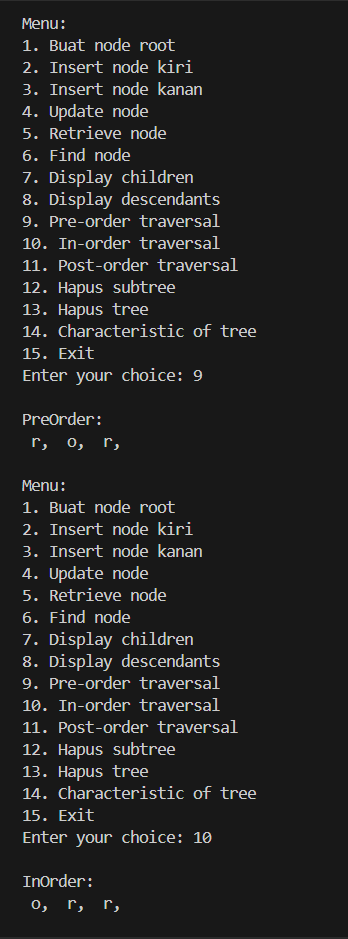 Menu:
1. Buat node root
2. Insert node kiri
3. Insert node kanan
4. Update node
5. Retrieve node
6. Find node
7. Display children
8. Display descendants
9. Pre-order traversal
10. In-order traversal
11. Post-order traversal
12. Hapus subtree
13. Hapus tree
14. Characteristic of tree
15. Exit
Enter your choice: 9
PreOrder:
r, o, r,
Menu:
1. Buat node root
2. Insert node kiri
3. Insert node kanan
4. Update node
5. Retrieve node
6. Find node
7. Display children
8. Display descendants
9. Pre-order traversal
10. In-order traversal
11. Post-order traversal
12. Hapus subtree
13. Hapus tree
14. Characteristic of tree
15. Exit
Enter your choice: 10
InOrder:
o, r, r,